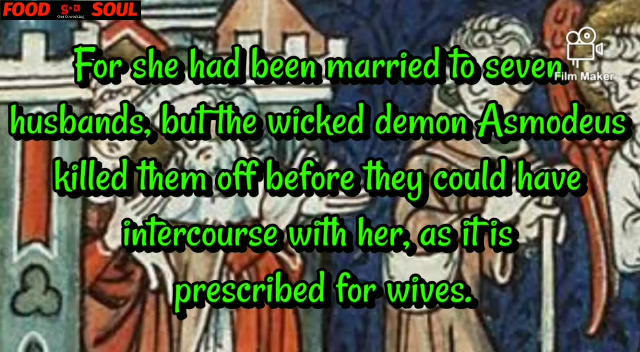 FOOD SOUL
Film Maker
For she had been married to seven
husbands, but the wicked demon Asmodeus
killed them off before they could have
intercourse with her, as it is
prescribed for wives.